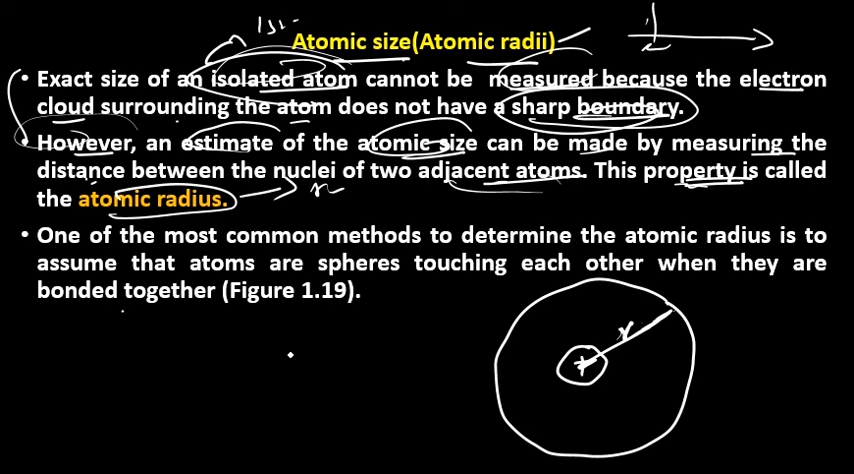 Atomic size(Atomic radii)
• Exact size of an isolated atom cannot be measured because the electron
cloud surrounding the atom does not have a sharp boundary.
• However, an estimate of the atomic size can be made by measuring the
distance between the nuclei of two adjacent atoms. This property is called
the atomic radius.
• One of the most common methods to determine the atomic radius is to
assume that atoms are spheres touching each other when they are
bonded together (Figure 1.19).
r
+